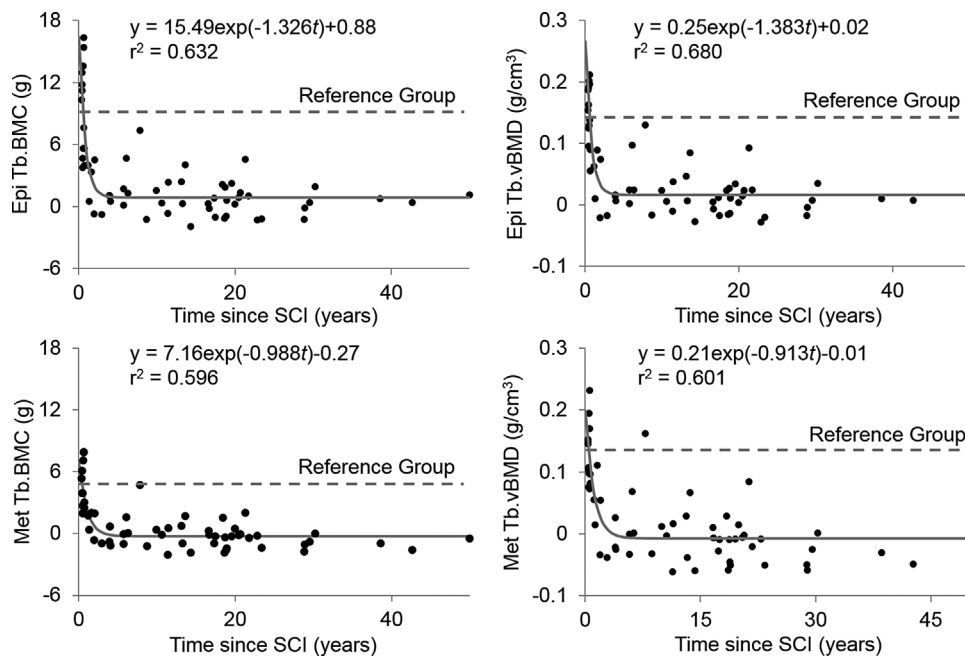 y = 15.49exp(-1.326t)+0.88
r² = 0.632
Reference Group
Epi Tb.BMC (g)
18
12
6
0
-6
0
20
40
Time since SCI (years)
y = 0.25exp(-1.383t)+0.02
r² = 0.680
Reference Group
Epi Tb.vBMD (g/cm³)
0.3
0.2
0.1
0
-0.1
0
20
40
Time since SCI (years)
y = 7.16exp(-0.988t)-0.27
r² = 0.596
Reference Group
Met Tb.BMC (g)
18
12
6
0
-6
0
20
40
Time since SCI (years)
y = 0.21exp(-0.913t)-0.01
r² = 0.601
Reference Group
Met Tb.vBMD (g/cm³)
0.3
0.2
0.1
0
-0.1
0
15
30
45
Time since SCI (years)